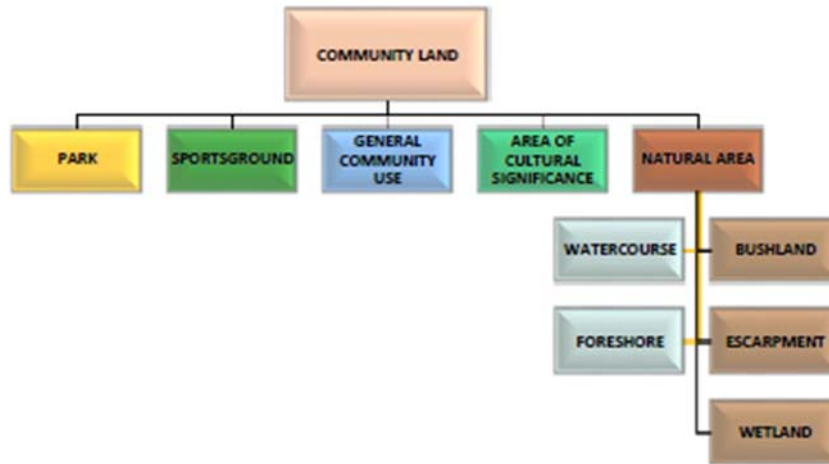 COMMUNITY LAND
PARK
SPORTSGROUND
GENERAL
COMMUNITY
USE
AREA OF
CULTURAL
SIGNIFICANCE
NATURAL AREA
WATERCOURSE
BUSHLAND
FORESHORE
ESCARPMENT
WETLAND